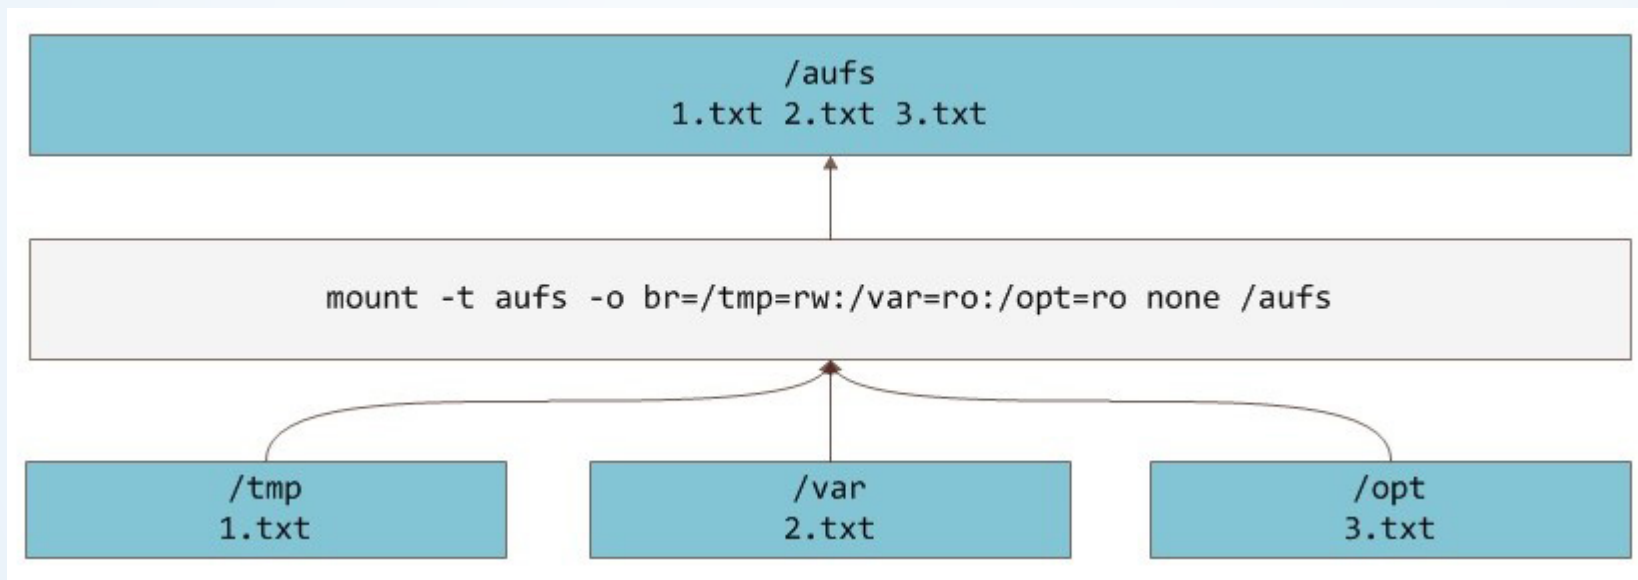 /aufs
1.txt 2.txt 3.txt
mount -t aufs -o br=/tmp=rw:/var=ro:/opt=ro none /aufs
/tmp
1.txt
/var
2.txt
/opt
3.txt